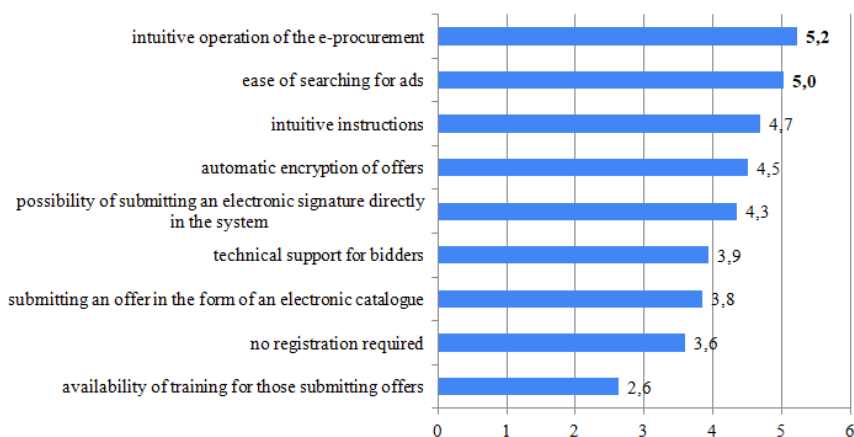 intuitive operation of the e-procurement 5,2
ease of searching for ads 5,0
intuitive instructions 4,7
automatic encryption of offers 4,5
possibility of submitting an electronic signature directly
in the system 4,3
technical support for bidders 3,9
submitting an offer in the form of an electronic catalogue 3,8
no registration required 3,6
availability of training for those submitting offers 2,6
0 1 2 3 4 5 6